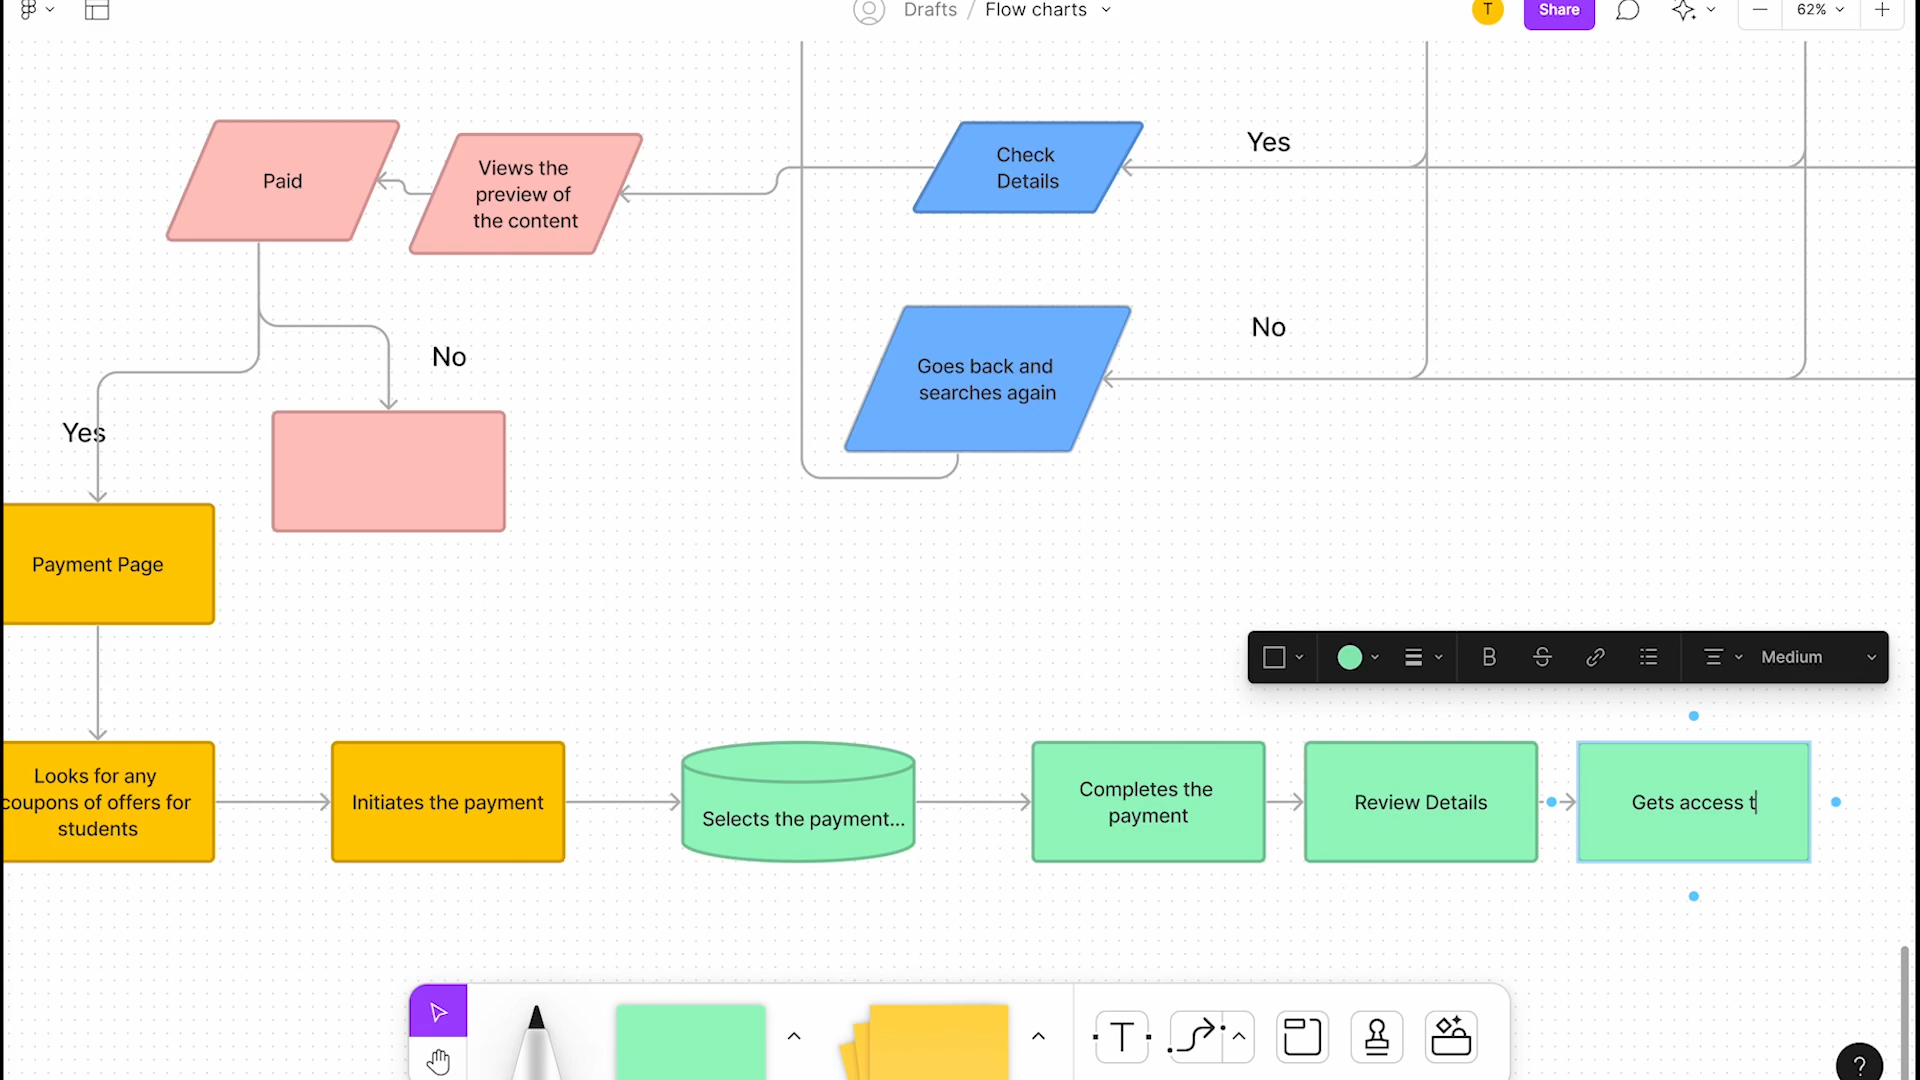 Drafts / Flow charts
T
Share
62%
Paid
Views the
preview of
the content
Check
Details
Yes
Goes back and
searches again
No
No
Yes
Payment Page
Medium
Looks for any
coupons of offers for
students
Initiates the payment
Selects the payment...
Completes the
payment
Review Details
Gets access t
?